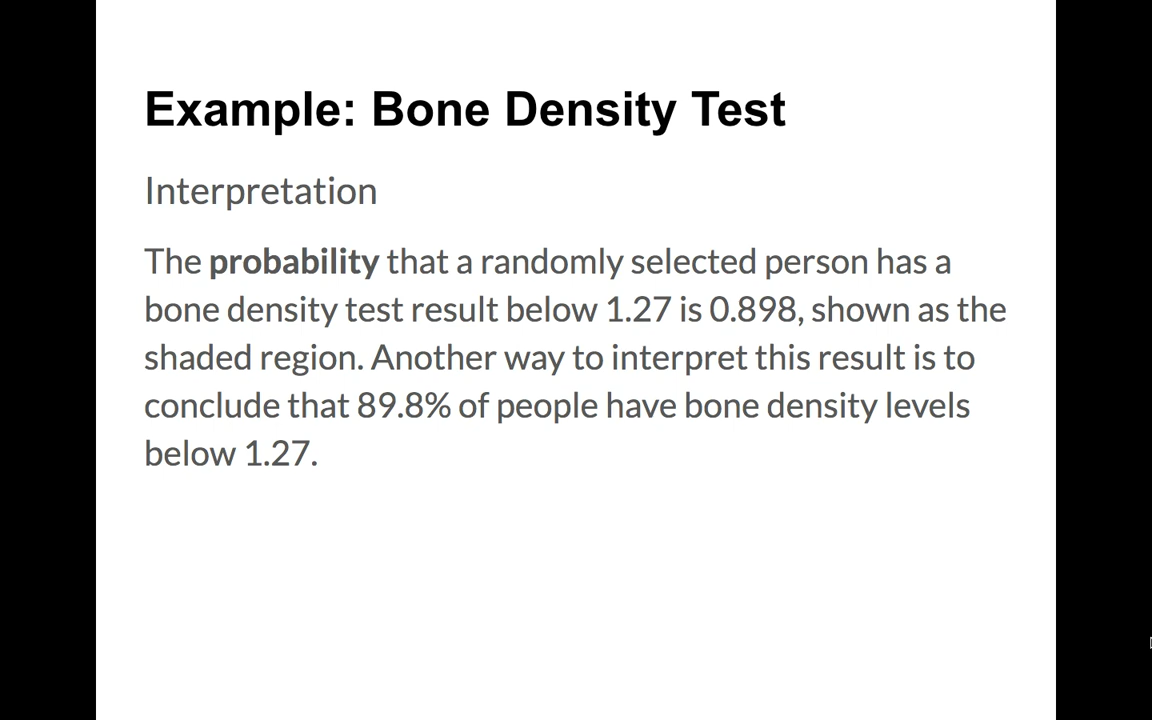 Example: Bone Density Test
Interpretation
The probability that a randomly selected person has a
bone density test result below 1.27 is 0.898, shown as the
shaded region. Another way to interpret this result is to
conclude that 89.8% of people have bone density levels
below 1.27.